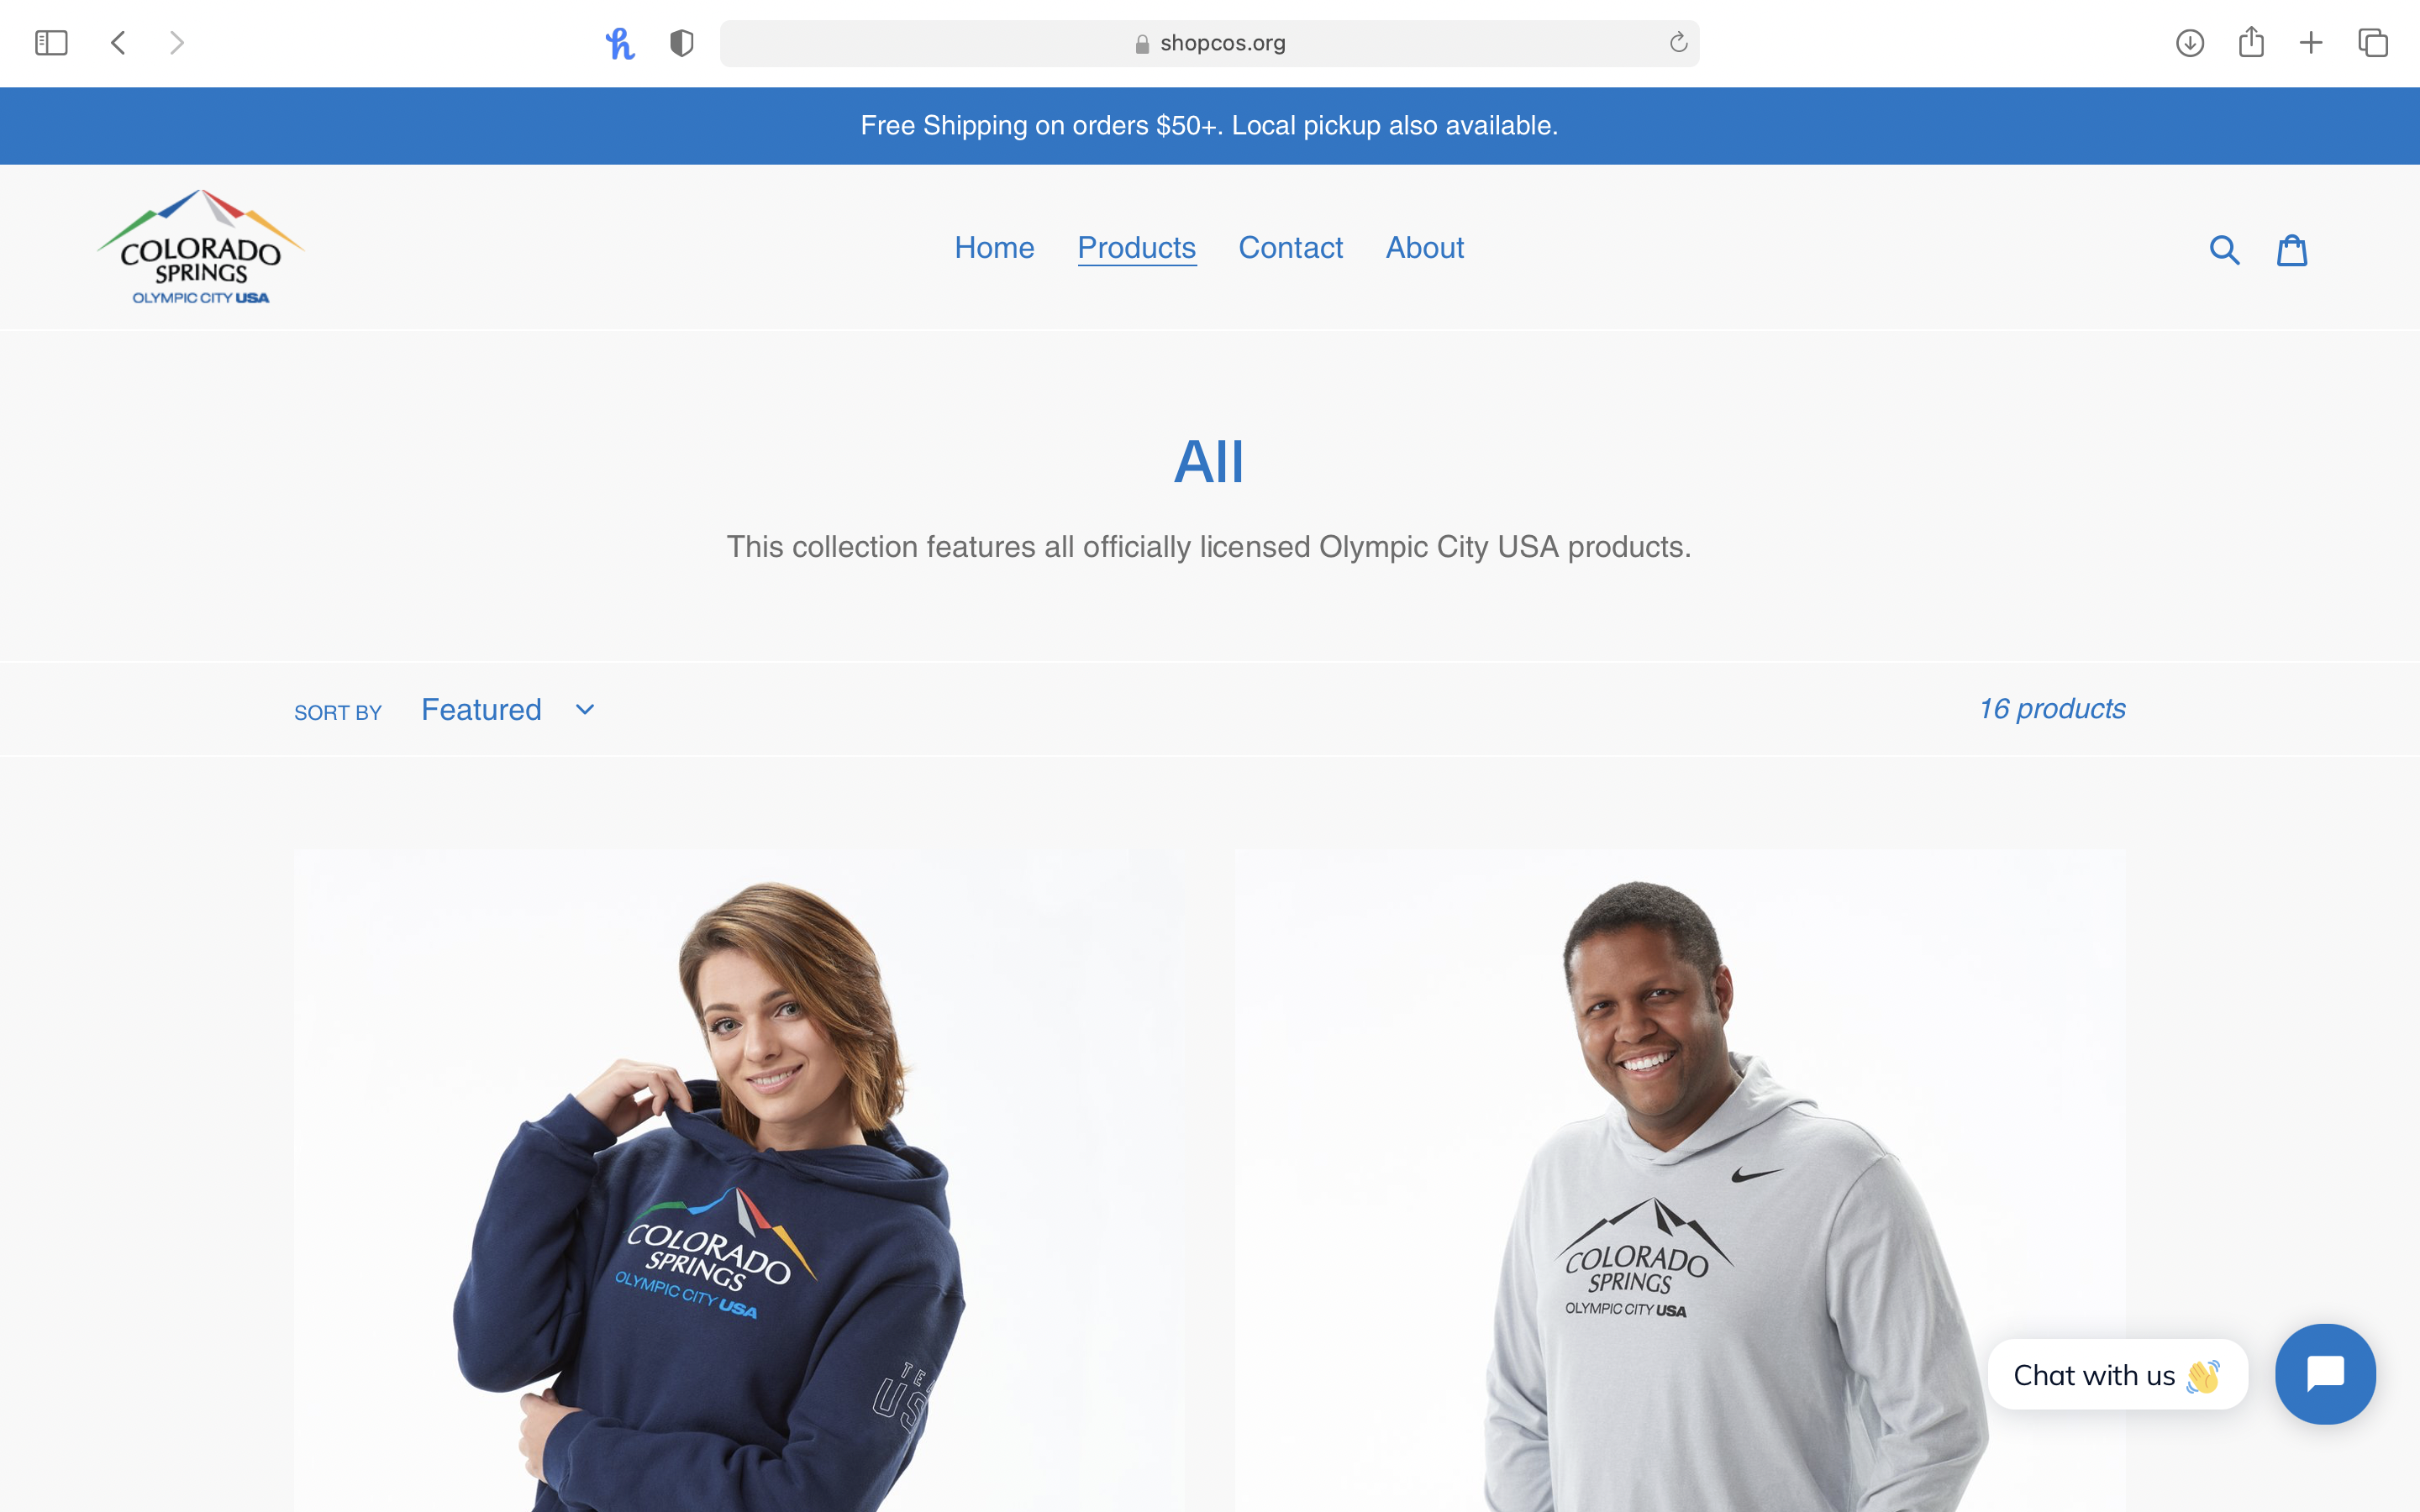 shopcos.org
Free Shipping on orders $50+. Local pickup also available.
COLORADO
SPRINGS
OLYMPIC CITY USA
Home Products Contact About
All
This collection features all officially licensed Olympic City USA products.
SORT BY Featured
16 products
COLORADO
SPRINGS
OLYMPIC CITY USA
COLORADO
SPRINGS
OLYMPIC CITY USA
Chat with us 👋